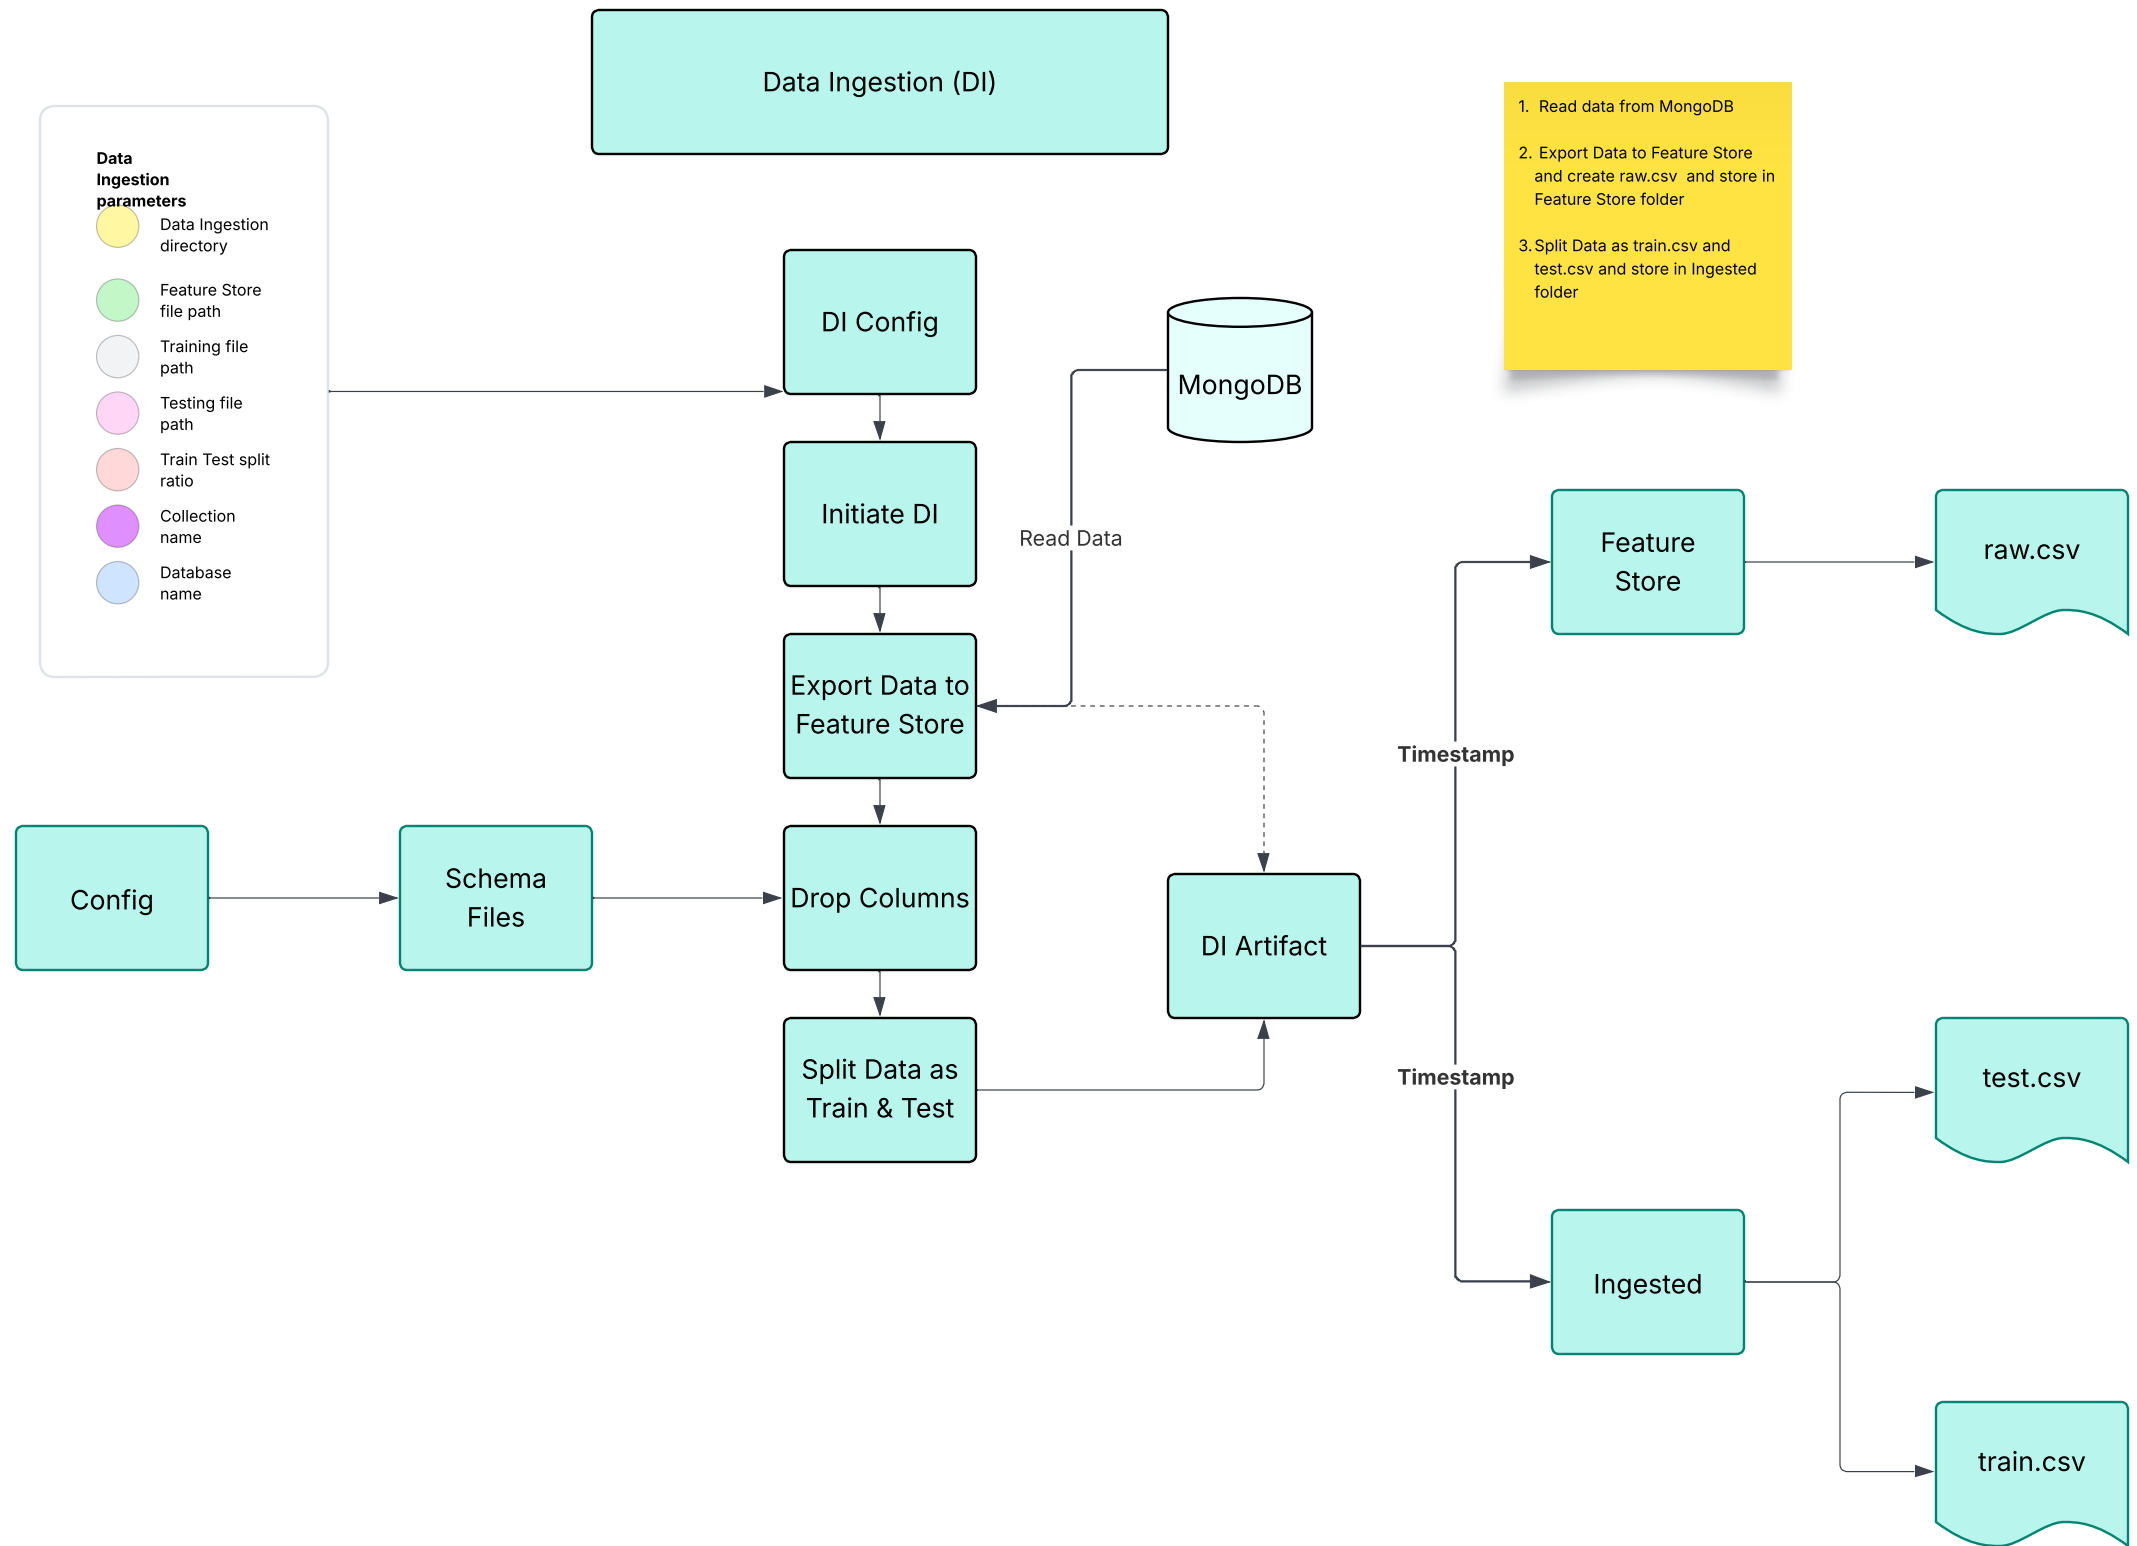 Data Ingestion (DI)
Data
Ingestion
parameters
Data Ingestion
directory
Feature Store
file path
Training file
path
Testing file
path
Train Test split
ratio
Collection
name
Database
name
1. Read data from MongoDB
2. Export Data to Feature Store
and create raw.csv and store in
Feature Store folder
3. Split Data as train.csv and
test.csv and store in Ingested
folder
DI Config
MongoDB
Initiate DI
Read Data
Feature
Store
raw.csv
Export Data to
Feature Store
Timestamp
Config
Schema
Files
Drop Columns
DI Artifact
Split Data as
Train & Test
Timestamp
test.csv
Ingested
train.csv